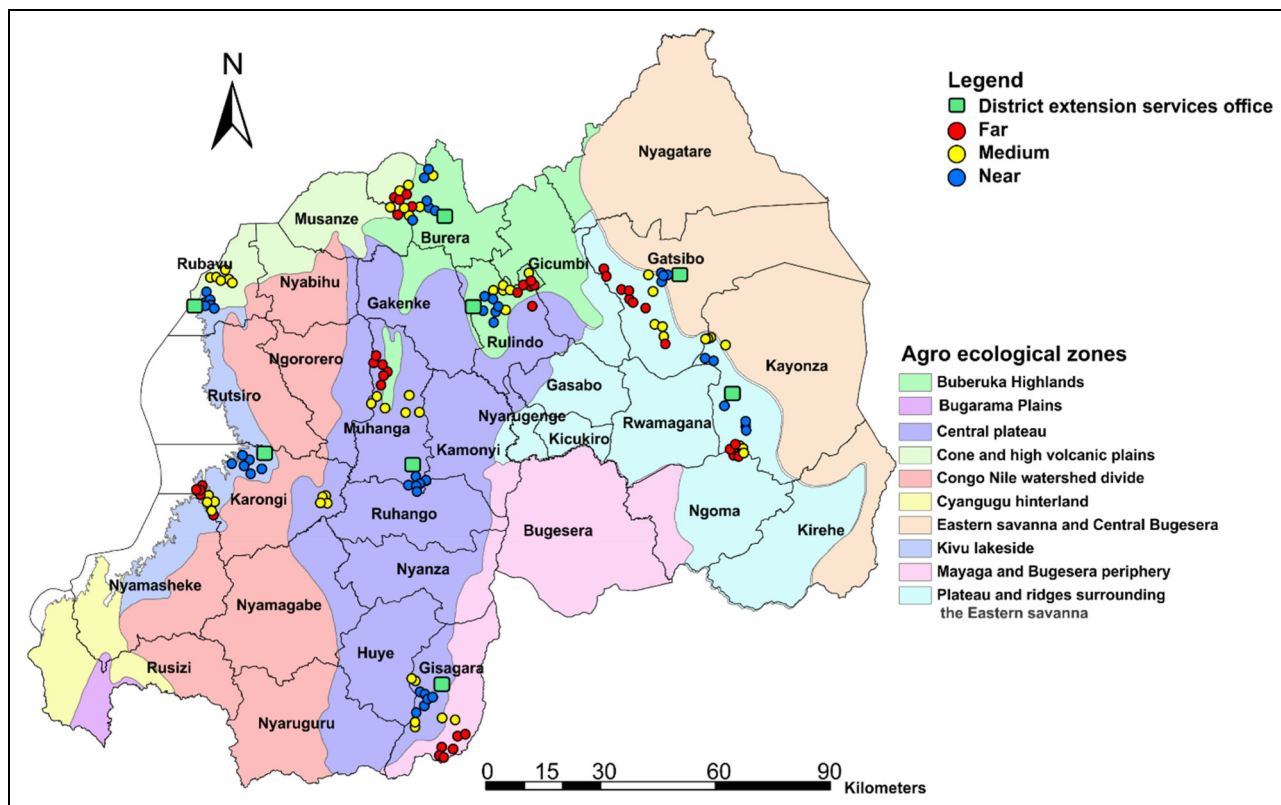 N
Legend
District extension services office
Far
Medium
Near
Nyagatare
Musanze
Burera
Rubavu
Gicumbi
Gatsibo
Nyabihu
Gakenke
Rulindo
Kayonza
Ngororero
Rutsiro
Gasabo
Nyarugenge
Rwamagana
Muhanga
Kicukiro
Kamonyi
Karongi
Ruhango
Ngoma
Kirehe
Bugesera
Nyanza
Nyamasheke
Nyamagabe
Huye
Gisagara
Rusizi
Nyaruguru
Agro ecological zones
Buberuka Highlands
Bugarama Plains
Central plateau
Cone and high volcanic plains
Congo Nile watershed divide
Cyangugu hinterland
Eastern savanna and Central Bugesera
Kivu lakeside
Mayaga and Bugesera periphery
Plateau and ridges surrounding
the Eastern savanna
0 15 30 60 90
Kilometers